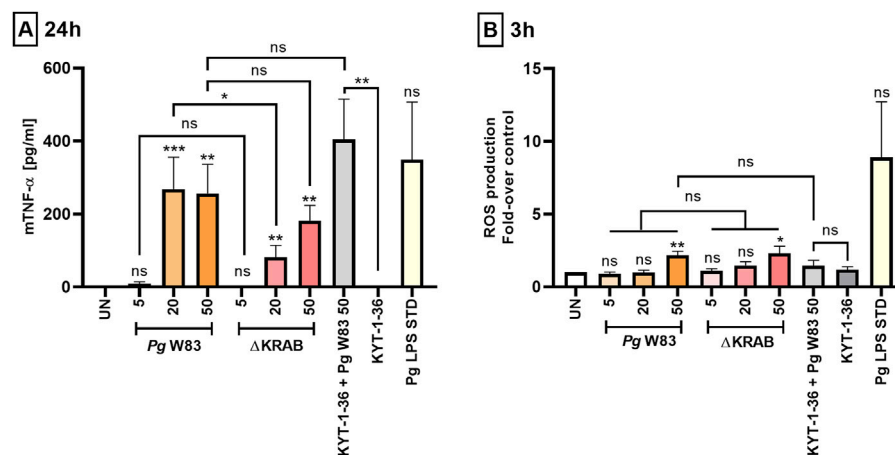 A 24h
600
400
200
0
mTNF-α [pg/ml]
ns
ns
*
ns
**
ns
ns
***
**
ns
**
**
UN
5
20
50
5
20
50
KYT-1-36 + Pg W83 50
KYT-1-36
Pg LPS STD
Pg W83
ΔKRAB
B 3h
15
10
5
0
ROS production
Fold-over control
ns
ns
ns
ns
ns
ns
**
ns
ns
*
UN
5
20
50
5
20
50
KYT-1-36 + Pg W83 50
KYT-1-36
Pg LPS STD
Pg W83
ΔKRAB